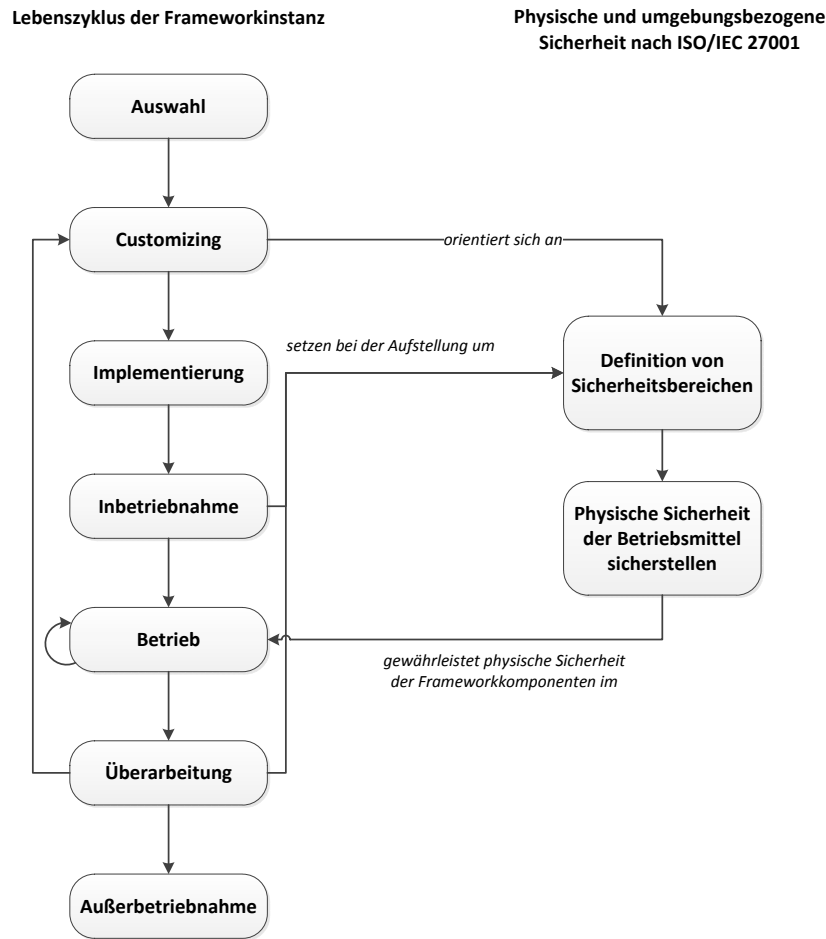 Lebenszyklus der Frameworkinstanz
Physische und umgebungsbezogene
Sicherheit nach ISO/IEC 27001
Auswahl
Customizing
orientiert sich an
setzen bei der Aufstellung um
Implementierung
Definition von
Sicherheitsbereichen
Inbetriebnahme
Physische Sicherheit
der Betriebsmittel
sicherstellen
Betrieb
gewährleistet physische Sicherheit
der Frameworkkomponenten im
Überarbeitung
Außerbetriebnahme